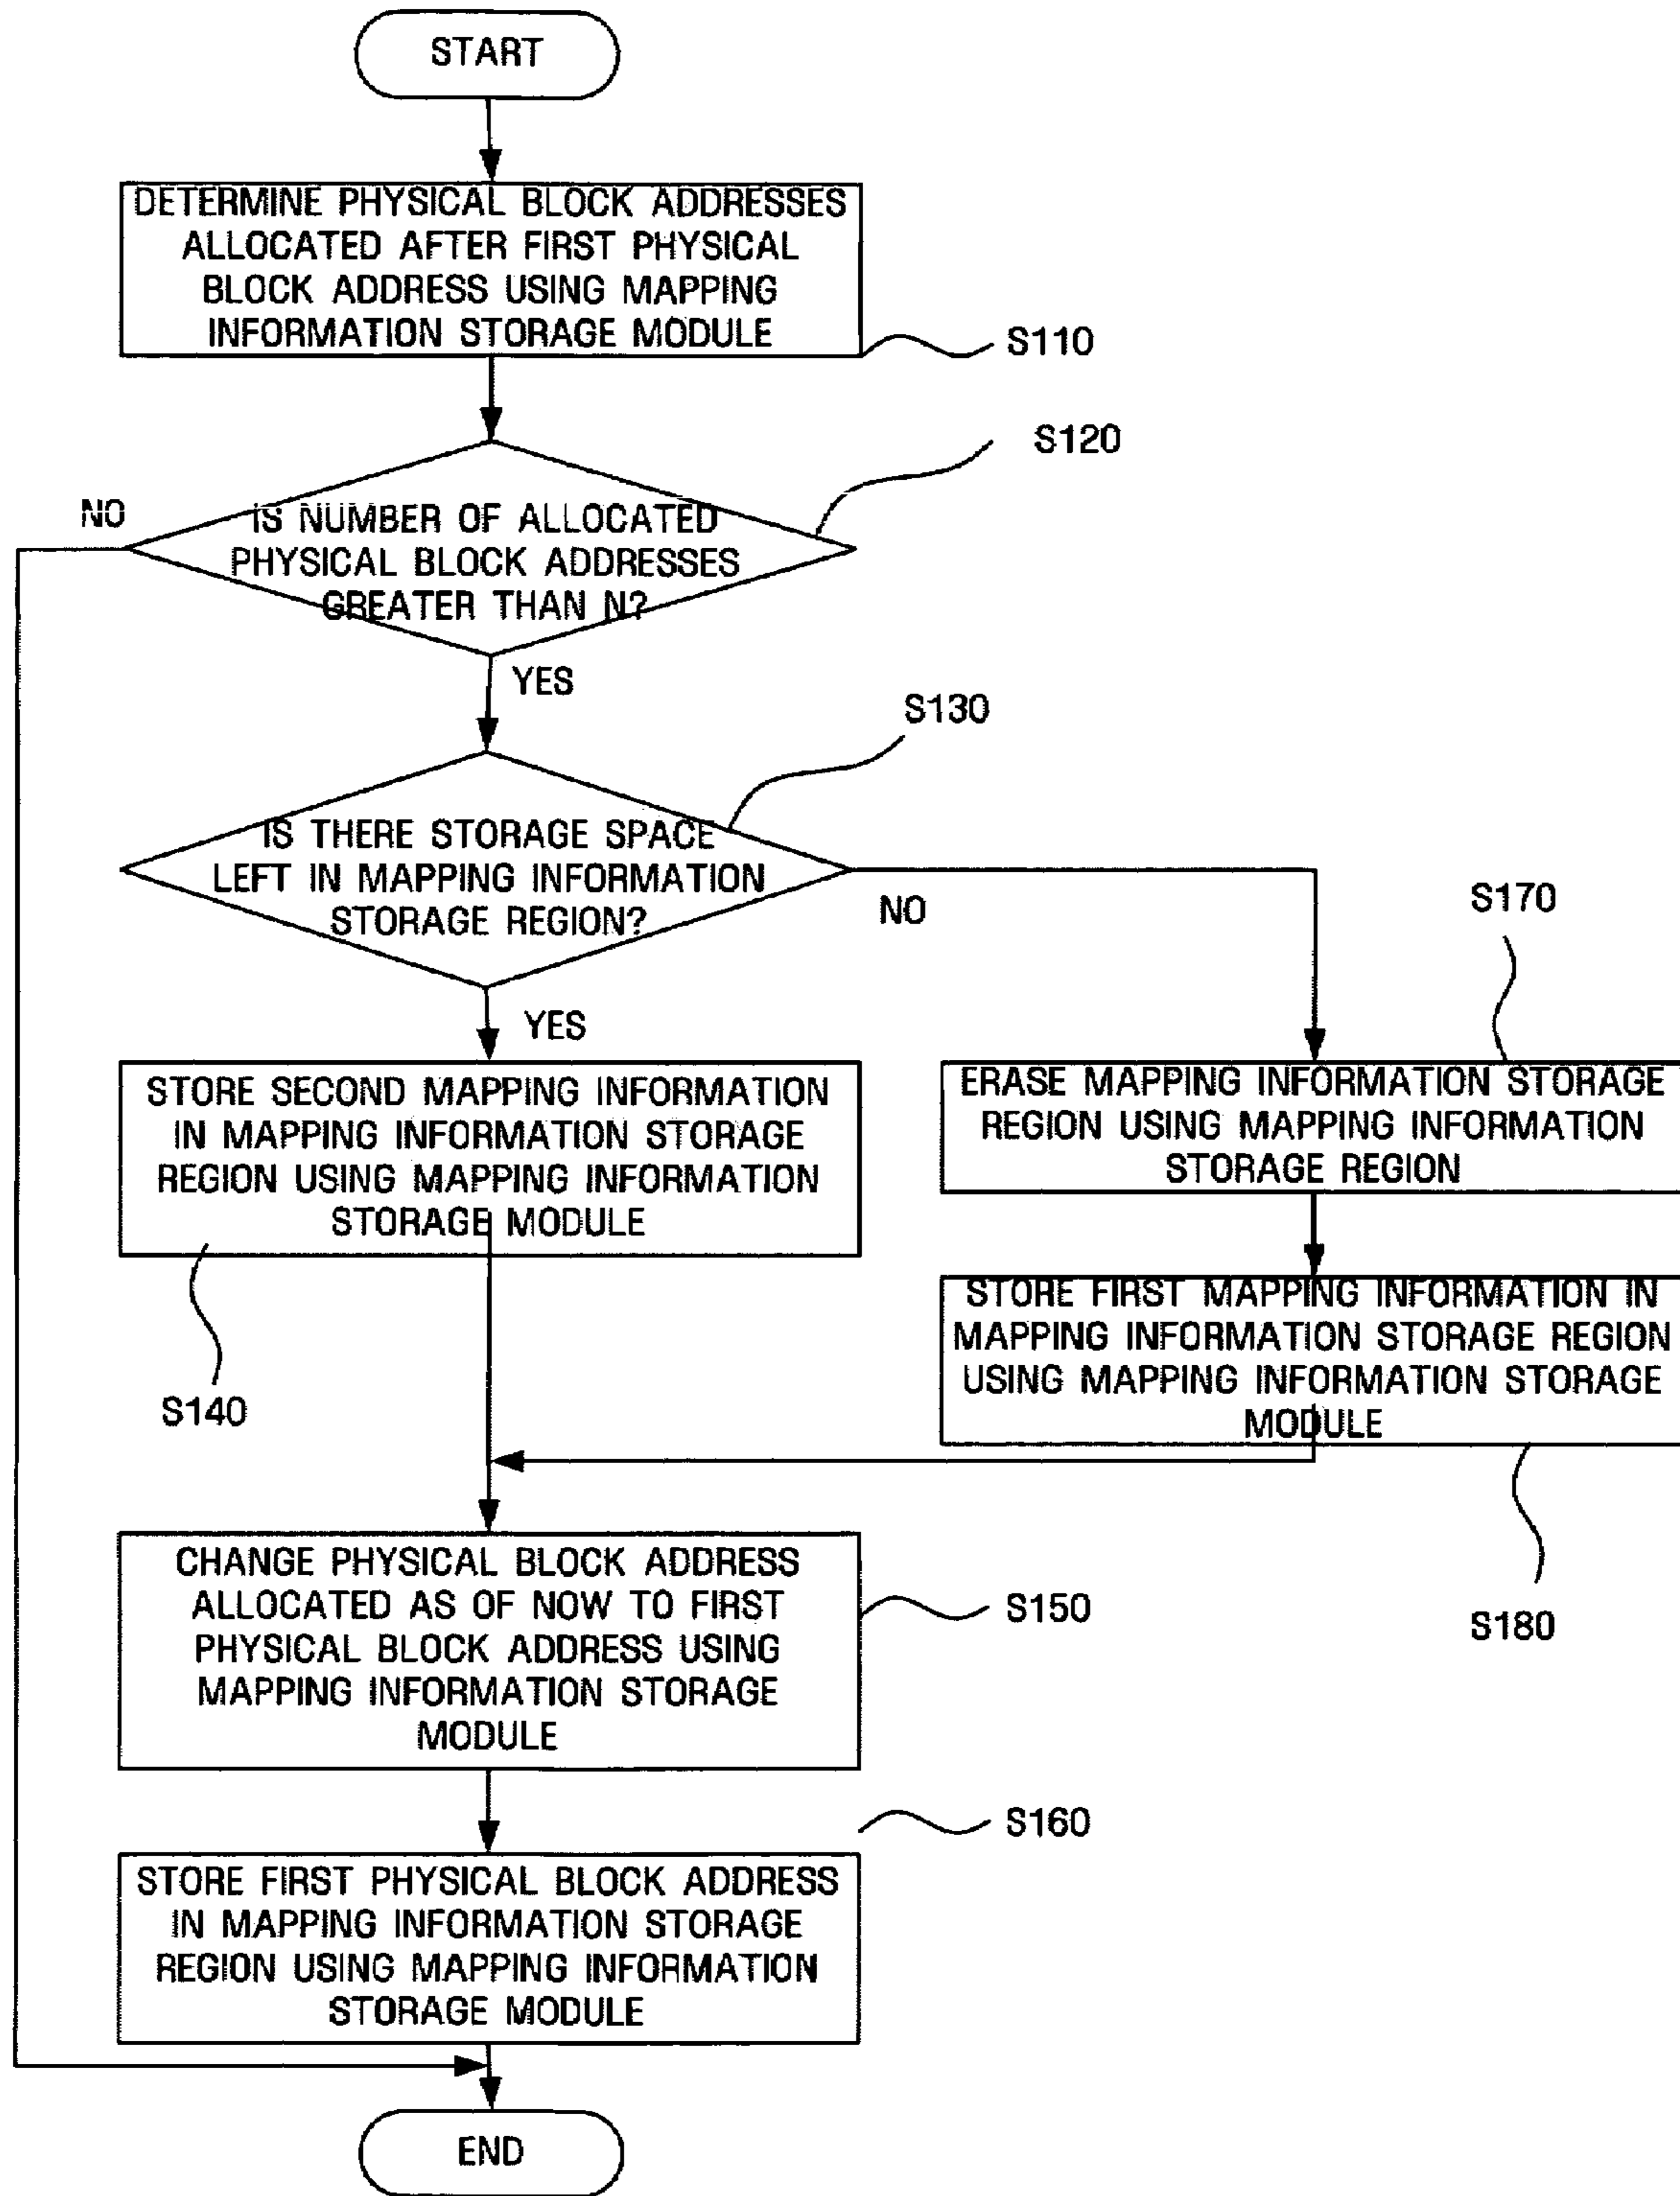 START
DETERMINE PHYSICAL BLOCK ADDRESSES
ALLOCATED AFTER FIRST PHYSICAL
BLOCK ADDRESS USING MAPPING
INFORMATION STORAGE MODULE
S110
S120
NO
IS NUMBER OF ALLOCATED
PHYSICAL BLOCK ADDRESSES
GREATER THAN N?
YES
S130
IS THERE STORAGE SPACE
LEFT IN MAPPING INFORMATION
STORAGE REGION?
NO
YES
S170
STORE SECOND MAPPING INFORMATION
IN MAPPING INFORMATION STORAGE
REGION USING MAPPING INFORMATION
STORAGE MODULE
S140
ERASE MAPPING INFORMATION STORAGE
REGION USING MAPPING INFORMATION
STORAGE REGION
STORE FIRST MAPPING INFORMATION IN
MAPPING INFORMATION STORAGE REGION
USING MAPPING INFORMATION STORAGE
MODULE
S180
CHANGE PHYSICAL BLOCK ADDRESS
ALLOCATED AS OF NOW TO FIRST
PHYSICAL BLOCK ADDRESS USING
MAPPING INFORMATION STORAGE
MODULE
S150
S160
STORE FIRST PHYSICAL BLOCK ADDRESS
IN MAPPING INFORMATION STORAGE
REGION USING MAPPING INFORMATION
STORAGE MODULE
END